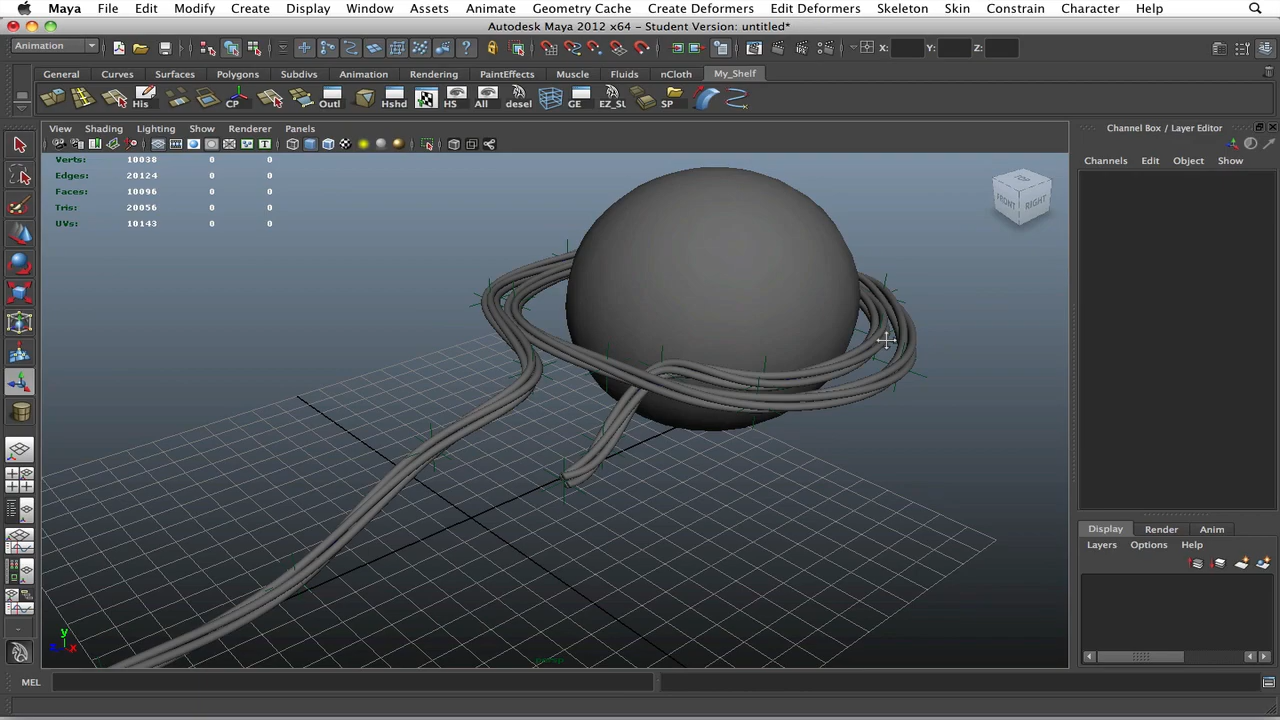 Maya File Edit Modify Create Display Window Assets Animate Geometry Cache Create Deformers Edit Deformers Skeleton Skin Constrain Character Help
Autodesk Maya 2012 x64 - Student Version: untitled*
Animation X: Y: Z:
General Curves Surfaces Polygons Subdivs Deformation Animation Rendering PaintEffects Muscle Fluids nCloth My_Shelf
His CP Outl Hshd HS All desel GE EZ_SL SP
View Shading Lighting Show Renderer Panels
Channel Box / Layer Editor
Channels Edit Object Show
Verts: 10038 0 0
Edges: 20124 0 0
Faces: 10096 0 0
Tris: 20056 0 0
UVs: 10143 0 0
FRONT RIGHT
Display Render Anim
Layers Options Help
y
x
MEL